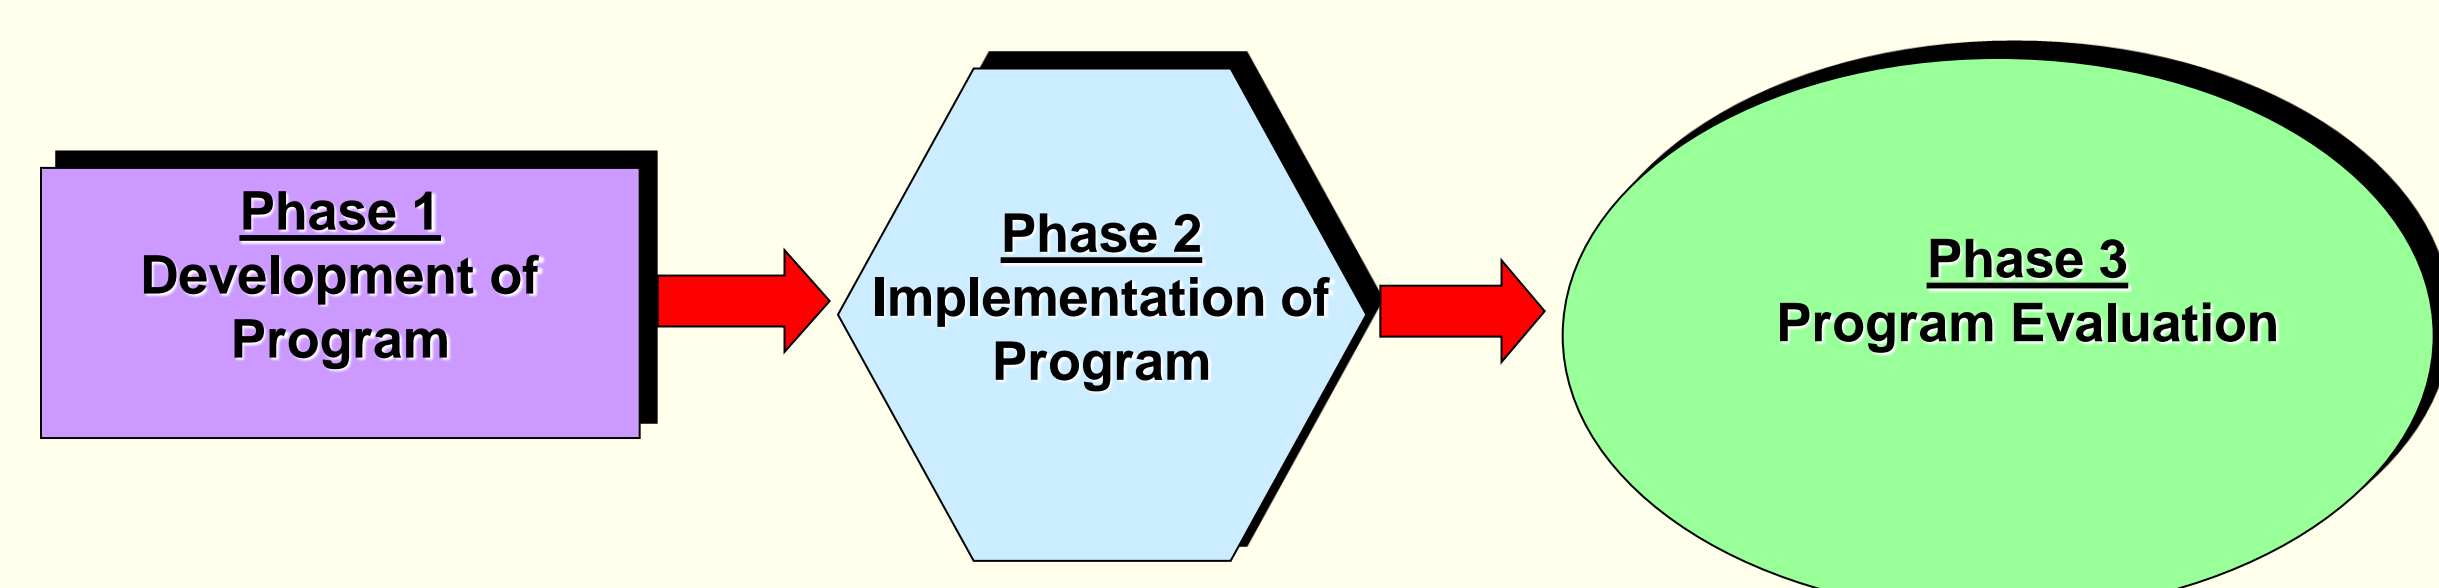 Phase 1
Development of
Program
Phase 2
Implementation of
Program
Phase 3
Program Evaluation